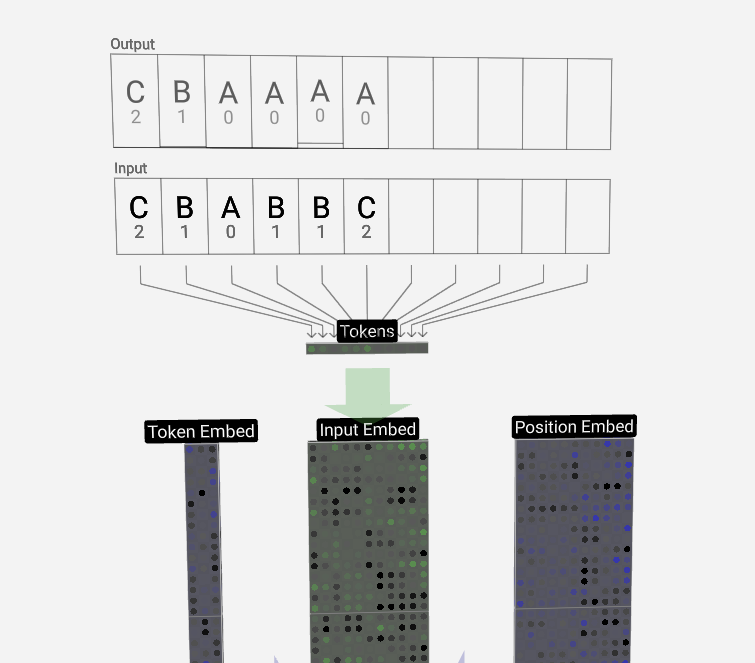 Output
C B A A A A
2 1 0 0 0 0
Input
C B A B B C
2 1 0 1 1 2
Tokens
Token Embed Input Embed Position Embed